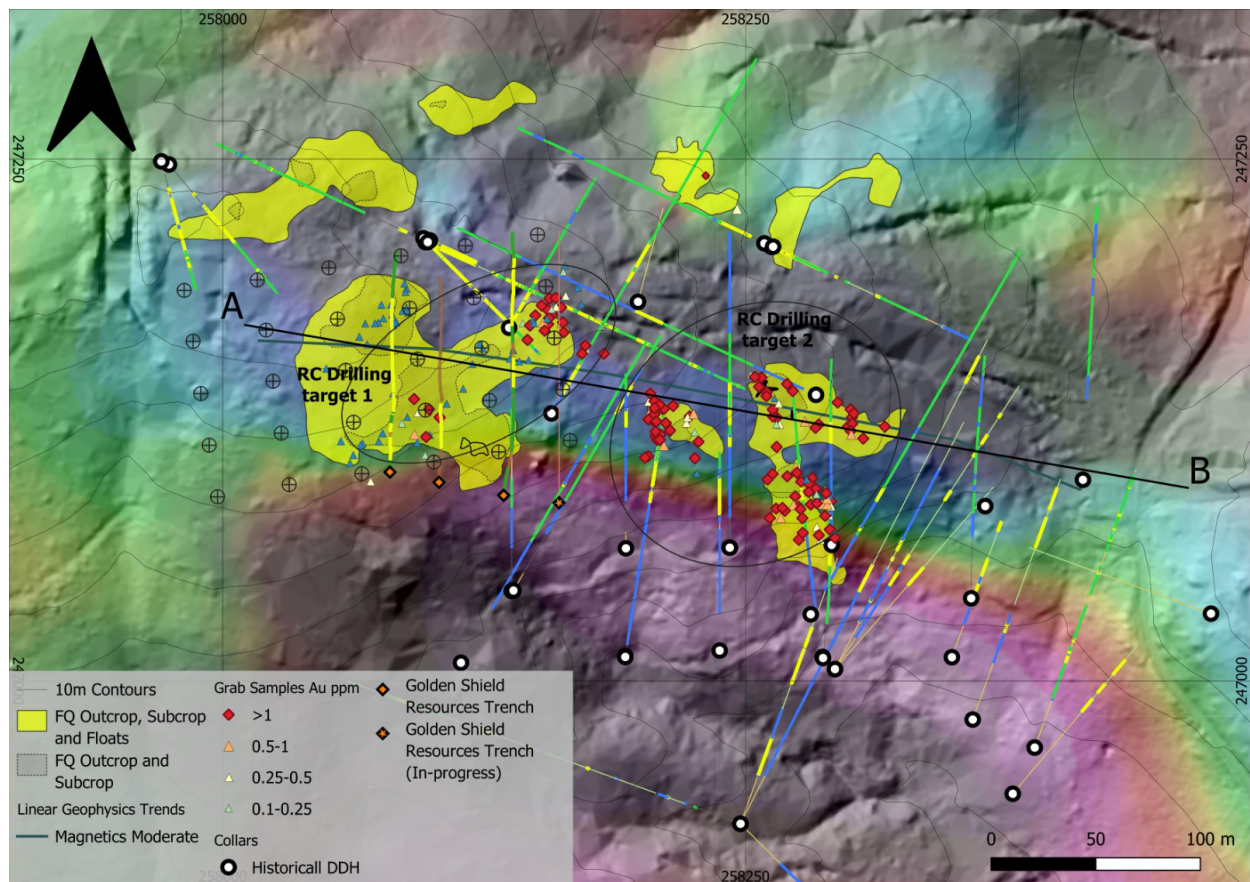 258000
258250
247250
247250
A
RC Drilling
target 2
RC Drilling
target 1
B
247000
10m Contours
FQ Outcrop, Subcrop
and Floats
FQ Outcrop and
Subcrop
Linear Geophysics Trends
Magnetics Moderate
Grab Samples Au ppm
>1
0.5-1
0.25-0.5
0.1-0.25
Collars
Historicall DDH
Golden Shield
Resources Trench
Golden Shield
Resources Trench
(In-progress)
258250
0
50
100 m